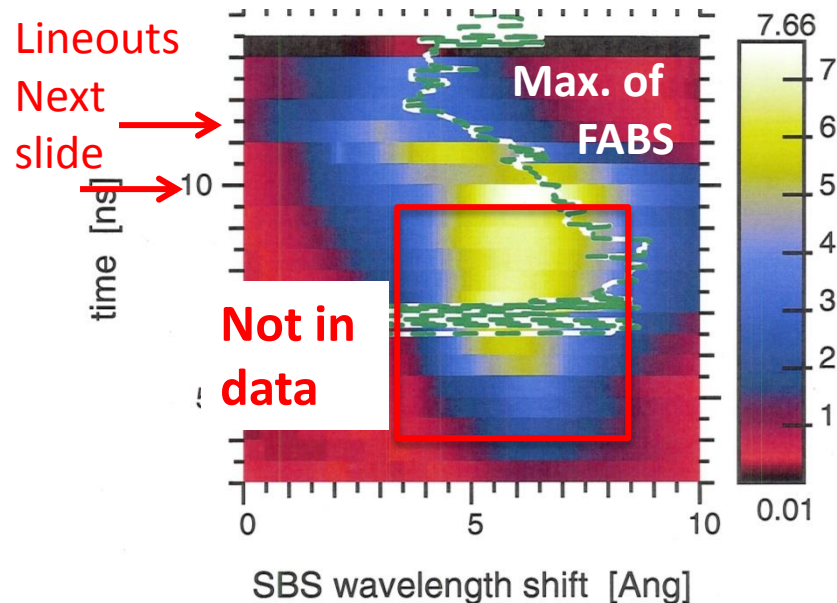 Lineouts
Next
slide
Max. of
FABS
Not in
data
time [ns]
10
5
0
5
10
SBS wavelength shift [Ang]
7.66
7
6
5
4
3
2
1
0.01